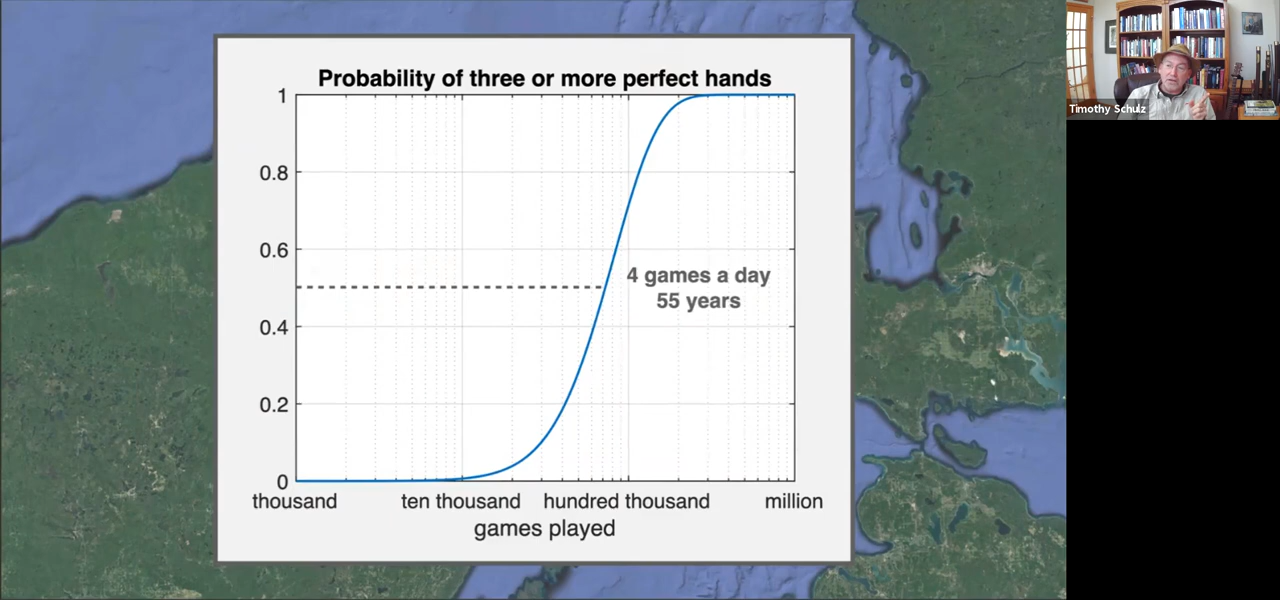 Probability of three or more perfect hands
1
0.8
0.6
0.4
0.2
0
4 games a day
55 years
thousand
ten thousand
hundred thousand
million
games played
Timothy Schulz